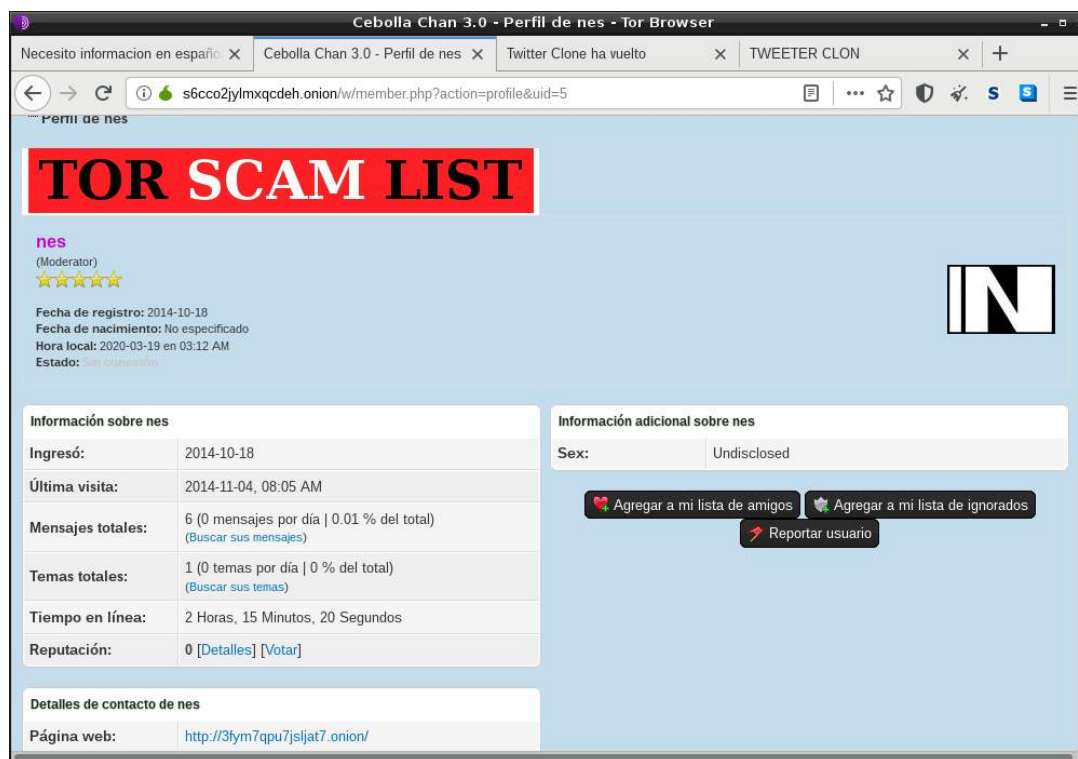 Cebolla Chan 3.0 - Perfil de nes - Tor Browser
Necesito informacion en españo
Cebolla Chan 3.0 - Perfil de nes
Twitter Clone ha vuelto
TWEETER CLON
s6cco2jylmxqcdeh.onion/w/member.php?action=profile&uid=5
Perfil de nes
TOR SCAM LIST
nes
(Moderator)
Fecha de registro: 2014-10-18
Fecha de nacimiento: No especificado
Hora local: 2020-03-19 en 03:12 AM
Estado: Sin conexión
IN
Información sobre nes
Ingresó: 2014-10-18
Última visita: 2014-11-04, 08:05 AM
Mensajes totales: 6 (0 mensajes por día | 0.01 % del total)
(Buscar sus mensajes)
Temas totales: 1 (0 temas por día | 0 % del total)
(Buscar sus temas)
Tiempo en línea: 2 Horas, 15 Minutos, 20 Segundos
Reputación: 0 [Detalles] [Votar]
Información adicional sobre nes
Sex: Undisclosed
Agregar a mi lista de amigos
Agregar a mi lista de ignorados
Reportar usuario
Detalles de contacto de nes
Página web: http://3fym7qpu7jsljat7.onion/